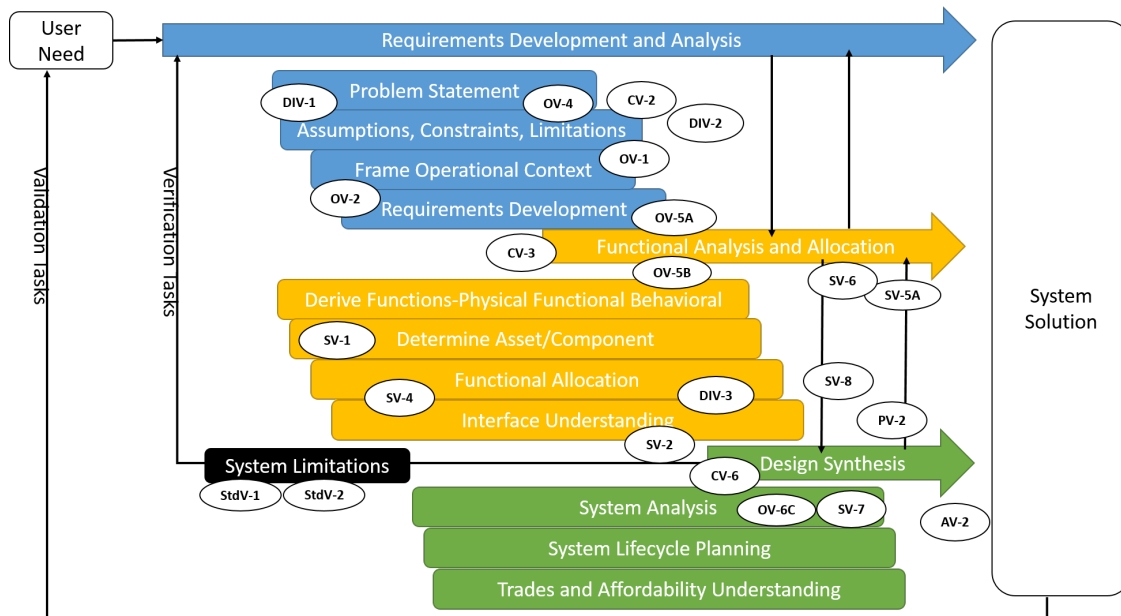 User
Need
Requirements Development and Analysis
Problem Statement
DIV-1
OV-4
CV-2
DIV-2
Assumptions, Constraints, Limitations
OV-1
Frame Operational Context
OV-2
Requirements Development
OV-5A
CV-3
Functional Analysis and Allocation
OV-5B
SV-6
SV-5A
Derive Functions-Physical Functional Behavioral
SV-1
Determine Asset/Component
Functional Allocation
SV-8
SV-4
DIV-3
Interface Understanding
PV-2
SV-2
System Limitations
Design Synthesis
CV-6
StdV-1
StdV-2
System Analysis
OV-6C
SV-7
AV-2
System Lifecycle Planning
Trades and Affordability Understanding
Validation Tasks
Verification Tasks
System
Solution